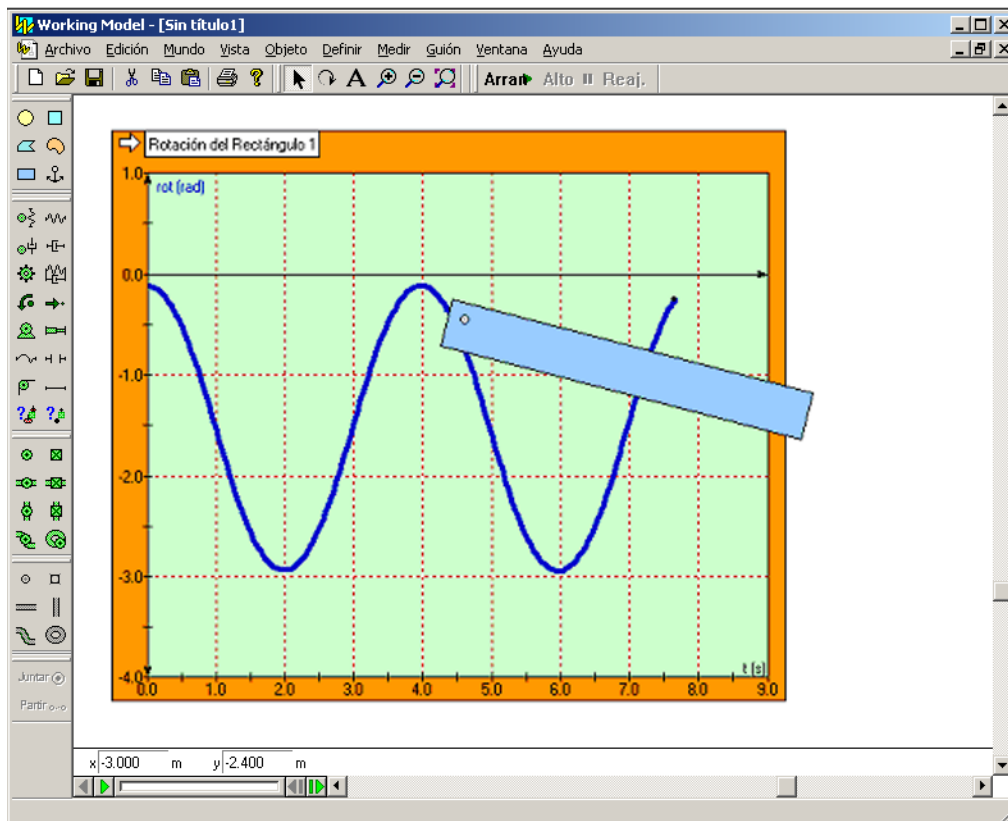 Working Model - [Sin título1]
Archivo Edición Mundo Vista Objeto Definir Medir Guión Ventana Ayuda
A Arran Alto Reaj.
Rotación del Rectángulo 1
rot (rad)
1.0
0.0
-1.0
-2.0
-3.0
-4.0
t (s)
0.0 1.0 2.0 3.0 4.0 5.0 6.0 7.0 8.0 9.0
Juntar
Partir
x -3.000 m y -2.400 m